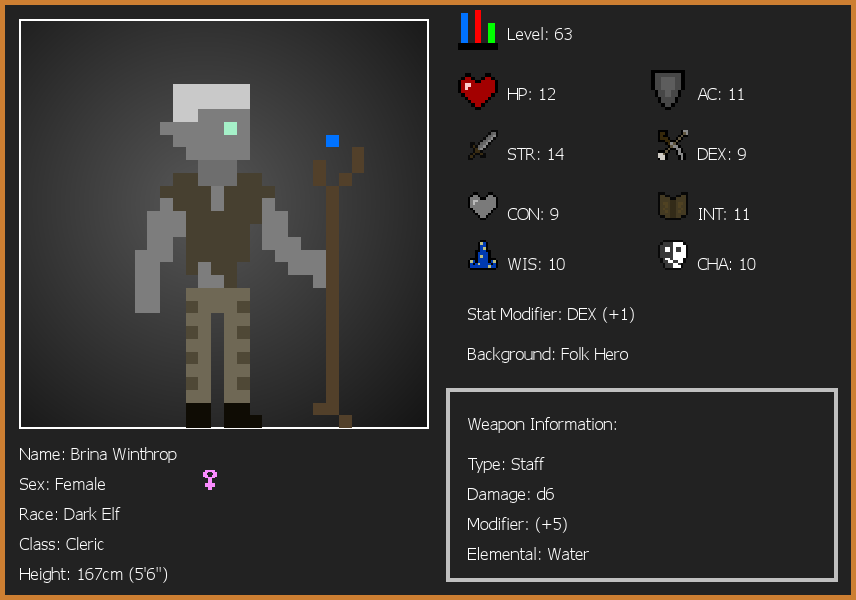 Level: 63
HP: 12
AC: 11
STR: 14
DEX: 9
CON: 9
INT: 11
WIS: 10
CHA: 10
Stat Modifier: DEX (+1)
Background: Folk Hero
Weapon Information:
Type: Staff
Damage: d6
Modifier: (+5)
Elemental: Water
Name: Brina Winthrop
Sex: Female
Race: Dark Elf
Class: Cleric
Height: 167cm (5'6")